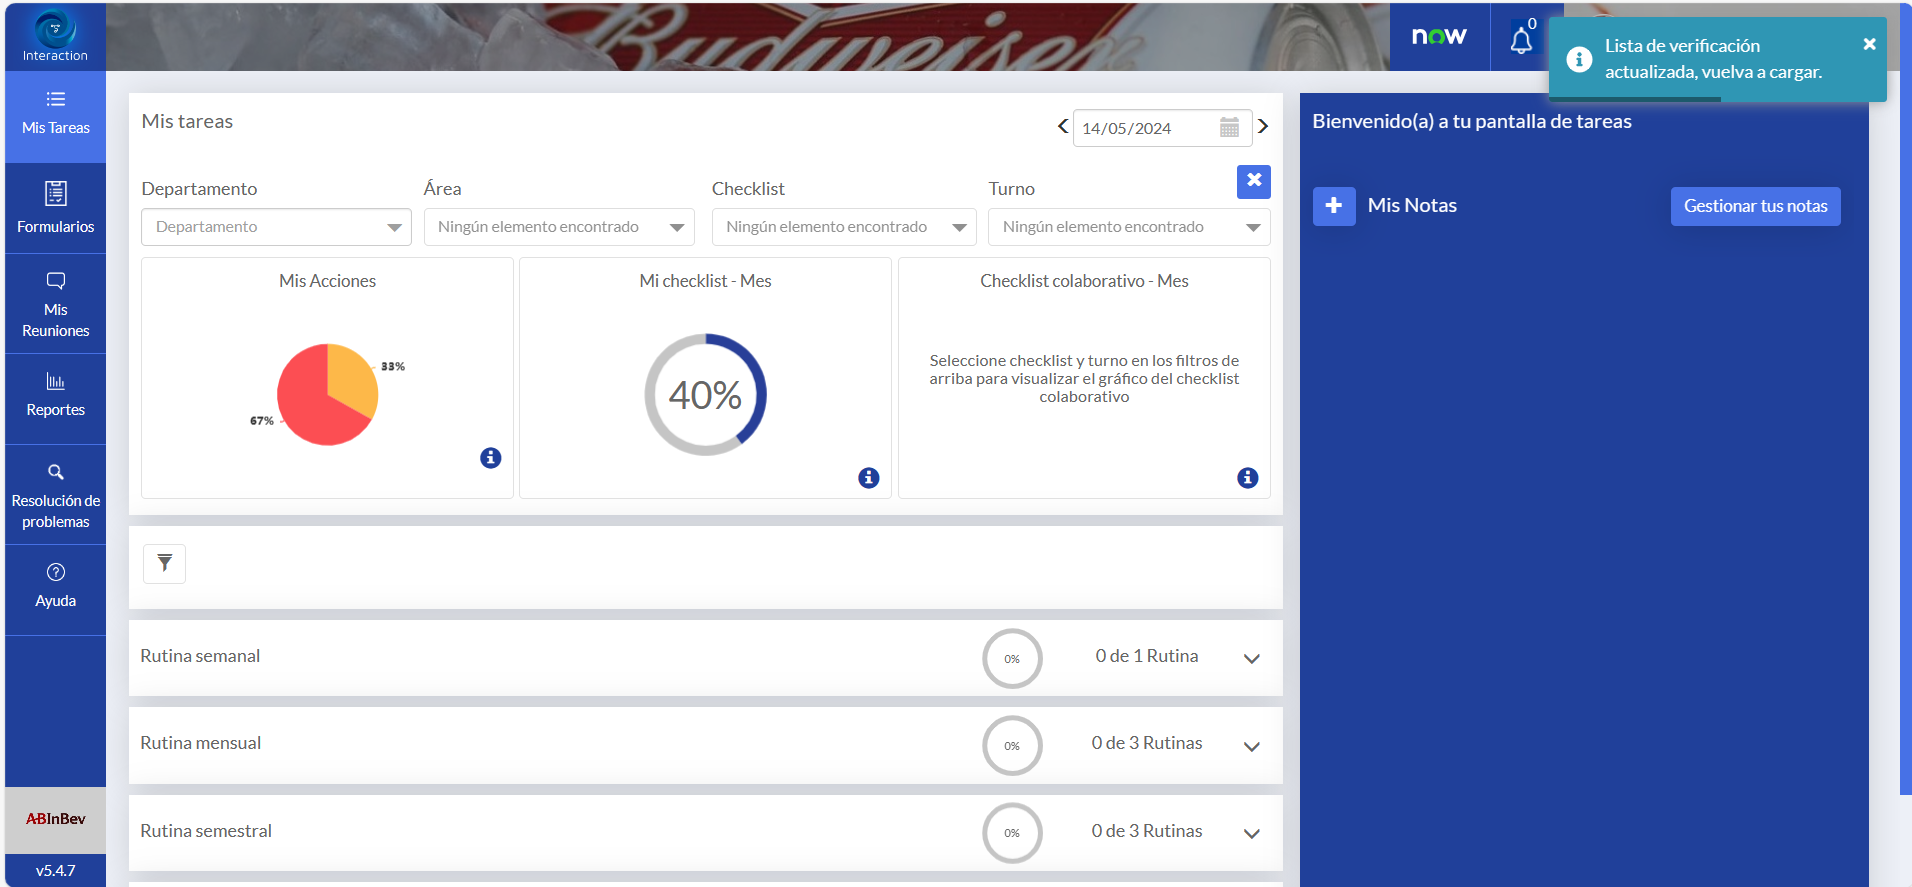 Interaction
Budweiser
now
0
Lista de verificación
actualizada, vuelva a cargar.
Mis Tareas
Formularios
Mis
Reuniones
Reportes
Resolución de
problemas
Ayuda
ABInBev
v5.4.7
Mis tareas
14/05/2024
Departamento
Área
Checklist
Turno
Departamento
Ningún elemento encontrado
Ningún elemento encontrado
Ningún elemento encontrado
Mis Acciones
33%
67%
Mi checklist - Mes
40%
Checklist colaborativo - Mes
Seleccione checklist y turno en los filtros de
arriba para visualizar el gráfico del checklist
colaborativo
Rutina semanal
0%
0 de 1 Rutina
Rutina mensual
0%
0 de 3 Rutinas
Rutina semestral
0%
0 de 3 Rutinas
Bienvenido(a) a tu pantalla de tareas
Mis Notas
Gestionar tus notas